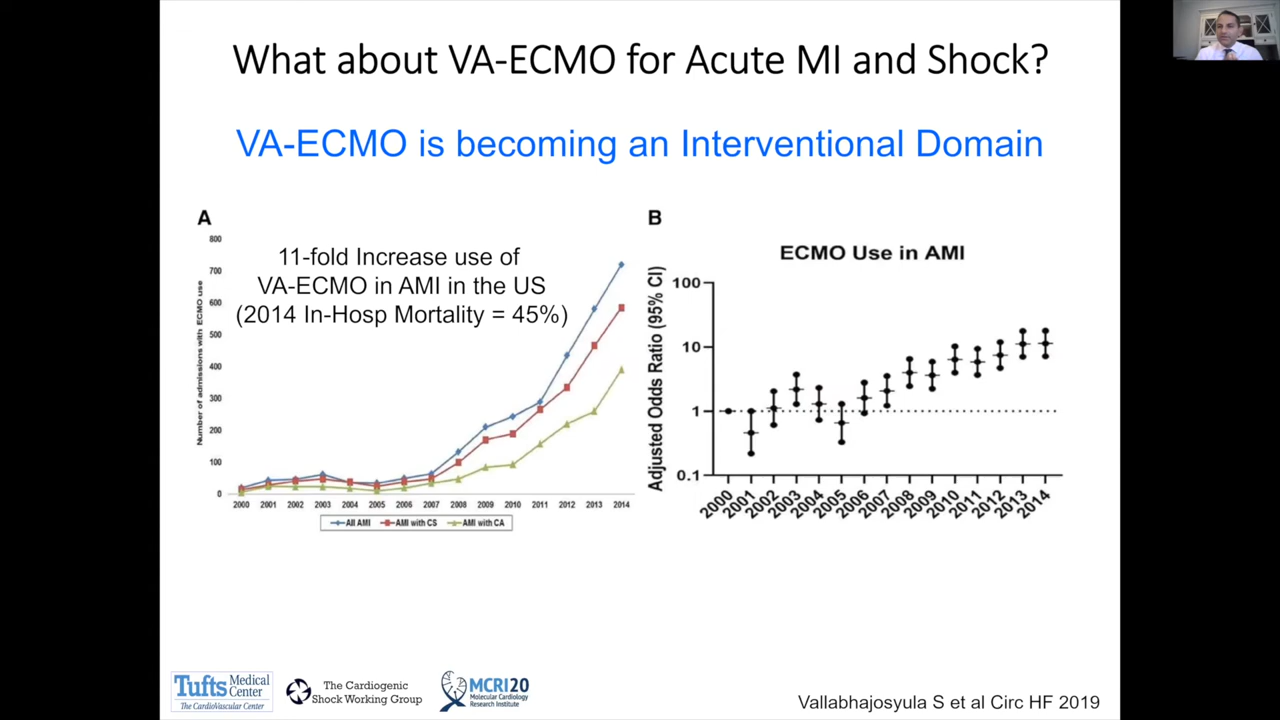 What about VA-ECMO for Acute MI and Shock?
VA-ECMO is becoming an Interventional Domain
A
11-fold Increase use of
VA-ECMO in AMI in the US
(2014 In-Hosp Mortality = 45%)
Number of admissions with ECMO use
800
700
600
500
400
300
200
100
0
2000 2001 2002 2003 2004 2005 2006 2007 2008 2009 2010 2011 2012 2013 2014
All AMI AMI with CS AMI with CA
B
ECMO Use in AMI
Adjusted Odds Ratio (95% CI)
100
10
1
0.1
2000 2001 2002 2003 2004 2005 2006 2007 2008 2009 2010 2011 2012 2013 2014
Tufts Medical
Center
The CardioVascular Center
The Cardiogenic
Shock Working Group
MCRI20
Molecular Cardiology
Research Institute
Vallabhajosyula S et al Circ HF 2019